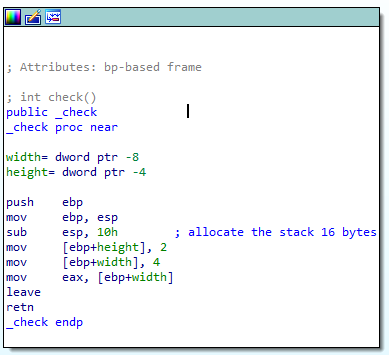 ; Attributes: bp-based frame
; int check()
public _check
_check proc near
width= dword ptr -8
height= dword ptr -4
push    ebp
mov     ebp, esp
sub     esp, 10h        ; allocate the stack 16 bytes
mov     [ebp+height], 2
mov     [ebp+width], 4
mov     eax, [ebp+width]
leave
retn
_check endp